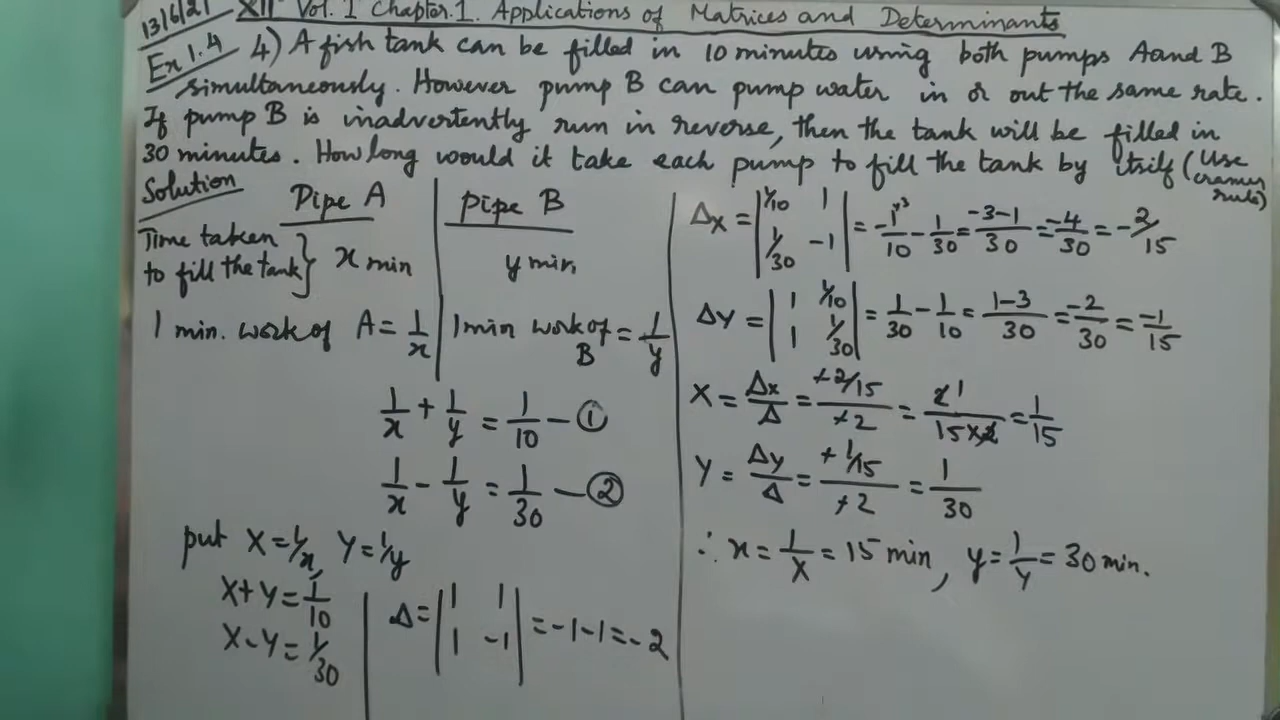 13/6/21 XII Vol. 1 Chapter.1. Applications of Matrices and Determinants
Ex 1.4 4) A fish tank can be filled in 10 minutes using both pumps A and B
simultaneously. However pump B can pump water in or out the same rate.
If pump B is inadvertently run in reverse, then the tank will be filled in
30 minutes. How long would it take each pump to fill the tank by itself (Use
cramers rule)
Solution
Pipe A | Pipe B
Time taken to fill the tank } x min | y min
1 min. work of A = 1/x | 1 min work of B = 1/y
1/x + 1/y = 1/10 — ①
1/x - 1/y = 1/30 — ②
put X = 1/x, Y = 1/y
X + Y = 1/10
X - Y = 1/30
Δ = | 1 1 | = -1 -1 = -2
| 1 -1 |
Δx = | 1/10 1 | = -1/10 ×3 - 1/30 = -3-1/30 = -4/30 = -2/15
| 1/30 -1 |
Δy = | 1 1/10 | = 1/30 - 1/10 = 1-3/30 = -2/30 = -1/15
| 1 1/30 |
X = Δx/Δ = +2/15 / +2 = 2 1/15×2 = 1/15
Y = Δy/Δ = +1/15 / +2 = 1/30
∴ x = 1/X = 15 min, y = 1/Y = 30 min.